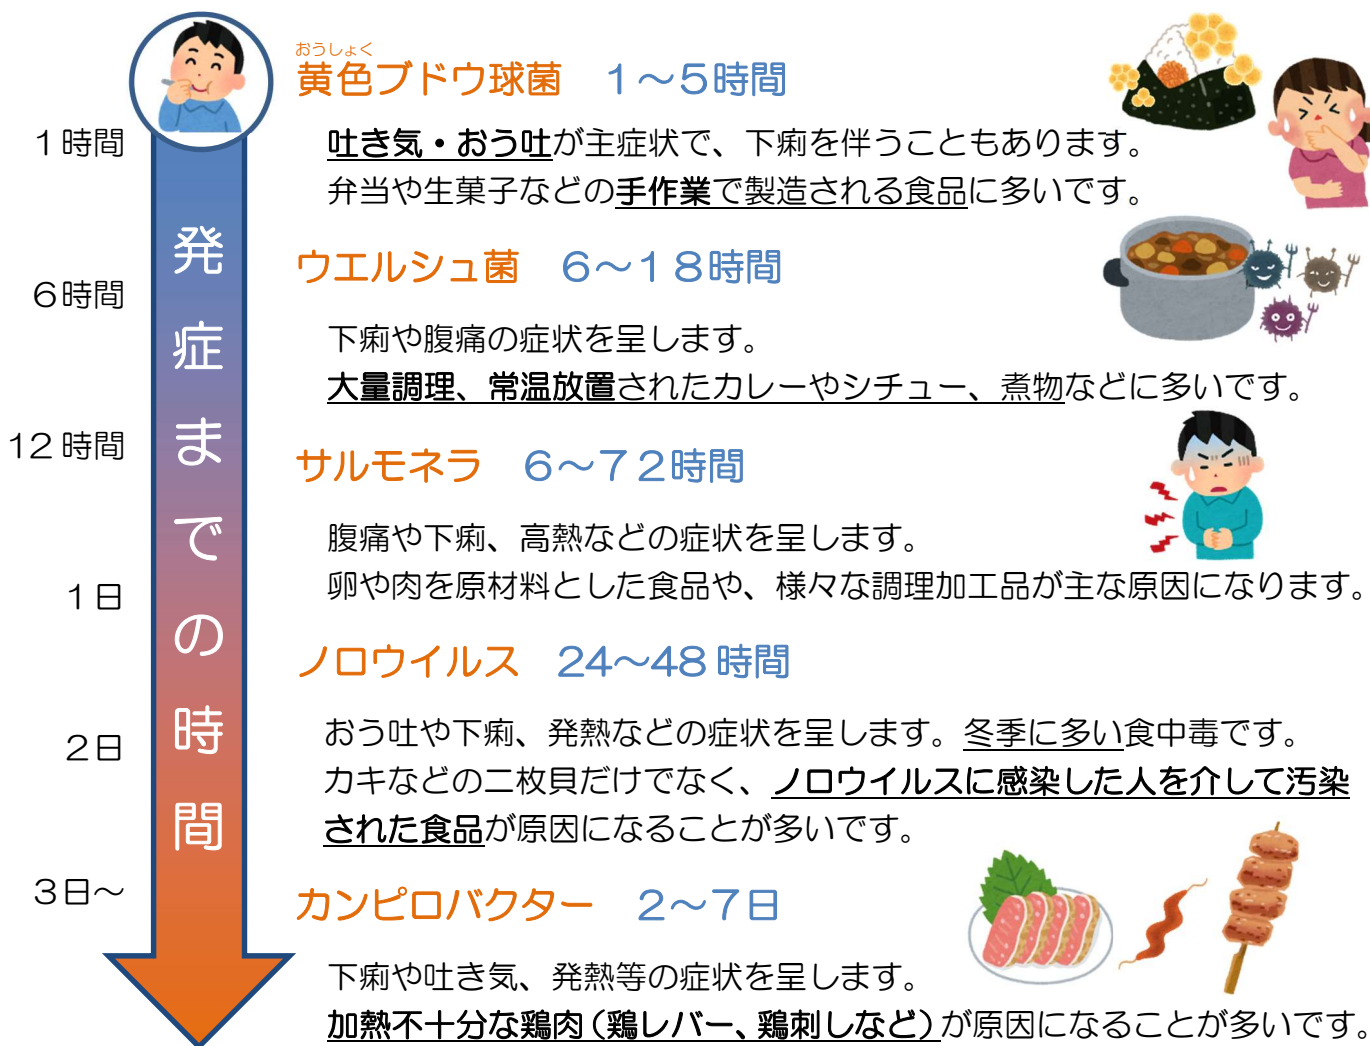 おうしょく
黄色ブドウ球菌　１～５時間
吐き気・おう吐が主症状で、下痢を伴うこともあります。
弁当や生菓子などの手作業で製造される食品に多いです。
ウエルシュ菌　６～１８時間
下痢や腹痛の症状を呈します。
大量調理、常温放置されたカレーやシチュー、煮物などに多いです。
サルモネラ　６～７２時間
腹痛や下痢、高熱などの症状を呈します。
卵や肉を原材料とした食品や、様々な調理加工品が主な原因になります。
ノロウイルス　24～48時間
おう吐や下痢、発熱などの症状を呈します。冬季に多い食中毒です。
カキなどの二枚貝だけでなく、ノロウイルスに感染した人を介して汚染
された食品が原因になることが多いです。
カンピロバクター　２～７日
下痢や吐き気、発熱等の症状を呈します。
加熱不十分な鶏肉（鶏レバー、鶏刺しなど）が原因になることが多いです。
発症までの時間
１時間
６時間
12時間
１日
２日
３日～